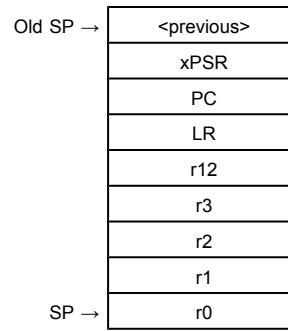 Old SP → <previous>
xPSR
PC
LR
r12
r3
r2
r1
SP → r0